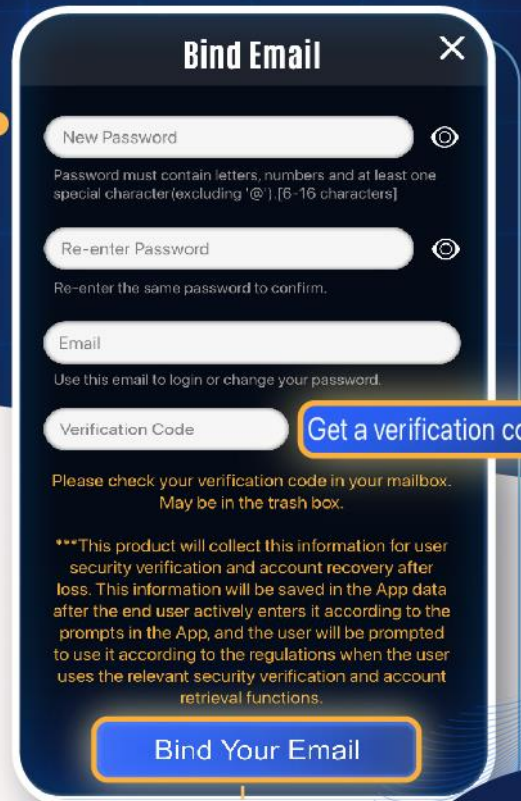 Bind Email
New Password
Password must contain letters, numbers and at least one
special character(excluding '@').[6-16 characters]
Re-enter Password
Re-enter the same password to confirm.
Email
Use this email to login or change your password.
Verification Code
Get a verification co
Please check your verification code in your mailbox.
May be in the trash box.
***This product will collect this information for user
security verification and account recovery after
loss. This information will be saved in the App data
after the end user actively enters it according to the
prompts in the App, and the user will be prompted
to use it according to the regulations when the user
uses the relevant security verification and account
retrieval functions.
Bind Your Email